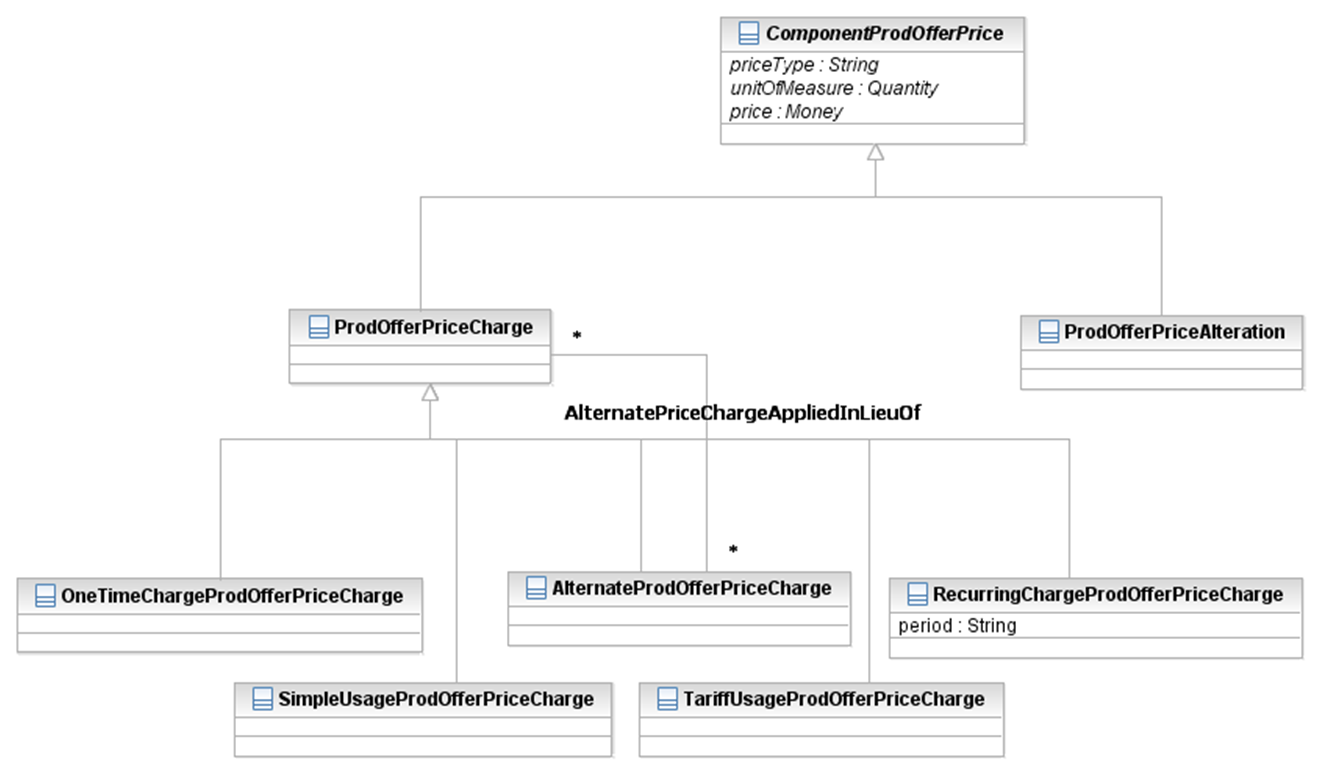 ComponentProdOfferPrice
priceType : String
unitOfMeasure : Quantity
price : Money
ProdOfferPriceCharge
*
ProdOfferPriceAlteration
AlternatePriceChargeAppliedInLieuOf
*
OneTimeChargeProdOfferPriceCharge
AlternateProdOfferPriceCharge
RecurringChargeProdOfferPriceCharge
period : String
SimpleUsageProdOfferPriceCharge
TariffUsageProdOfferPriceCharge